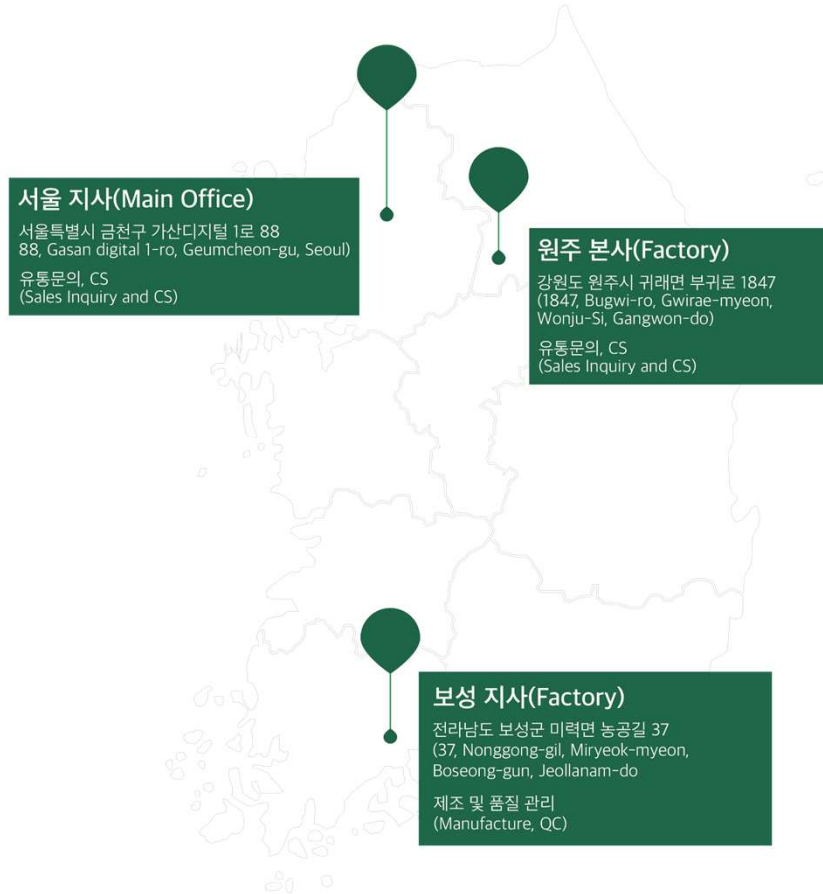 서울 지사(Main Office)
서울특별시 금천구 가산디지털 1로 88
88, Gasan digital 1-ro, Geumcheon-gu, Seoul)
유통문의, CS
(Sales Inquiry and CS)
원주 본사(Factory)
강원도 원주시 귀래면 부귀로 1847
(1847, Bugwi-ro, Gwirae-myeon,
Wonju-Si, Gangwon-do)
유통문의, CS
(Sales Inquiry and CS)
보성 지사(Factory)
전라남도 보성군 미력면 농공길 37
(37, Nonggong-gil, Miryeok-myeon,
Boseong-gun, Jeollanam-do
제조 및 품질 관리
(Manufacture, QC)